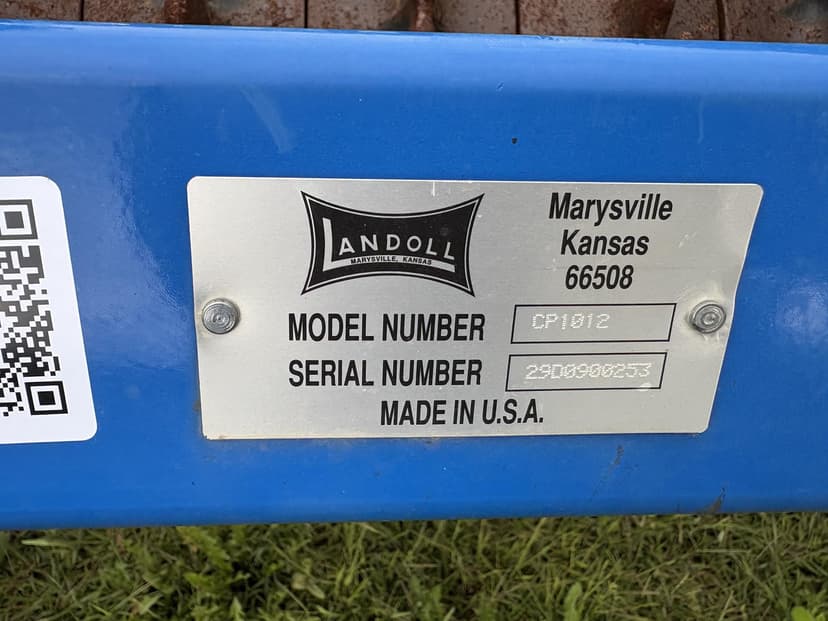 LANDOLL
MARYSVILLE, KANSAS
Marysville
Kansas
66508
MODEL NUMBER CP1012
SERIAL NUMBER 29D0900253
MADE IN U.S.A.